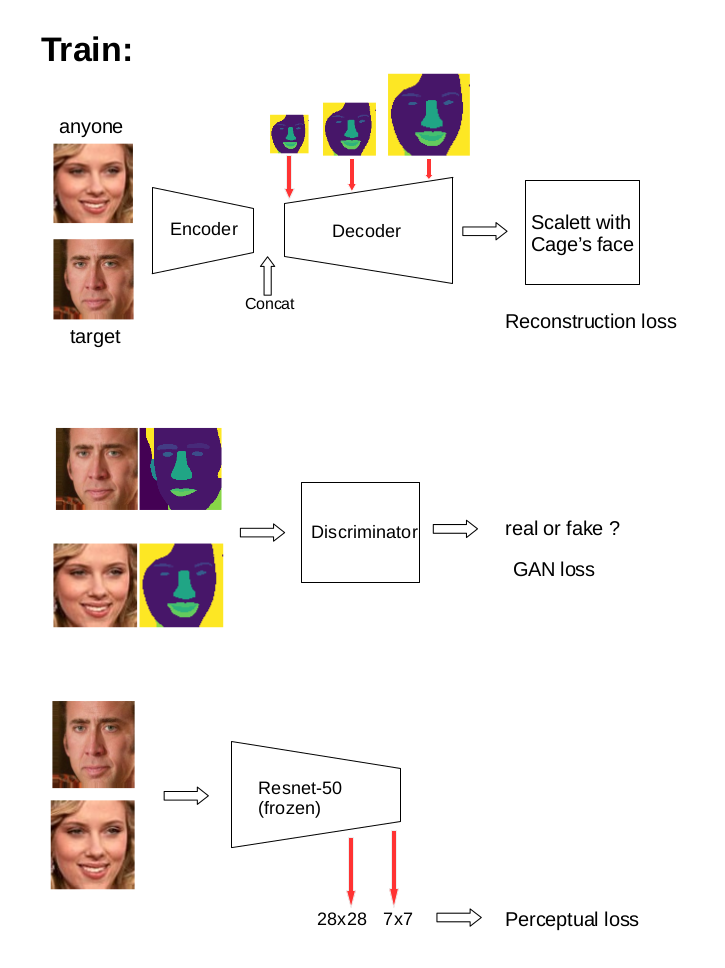 Train:
anyone
Encoder
Decoder
Scalett with
Cage's face
Concat
target
Reconstruction loss
Discriminator
real or fake ?
GAN loss
Resnet-50
(frozen)
28x28
7x7
Perceptual loss